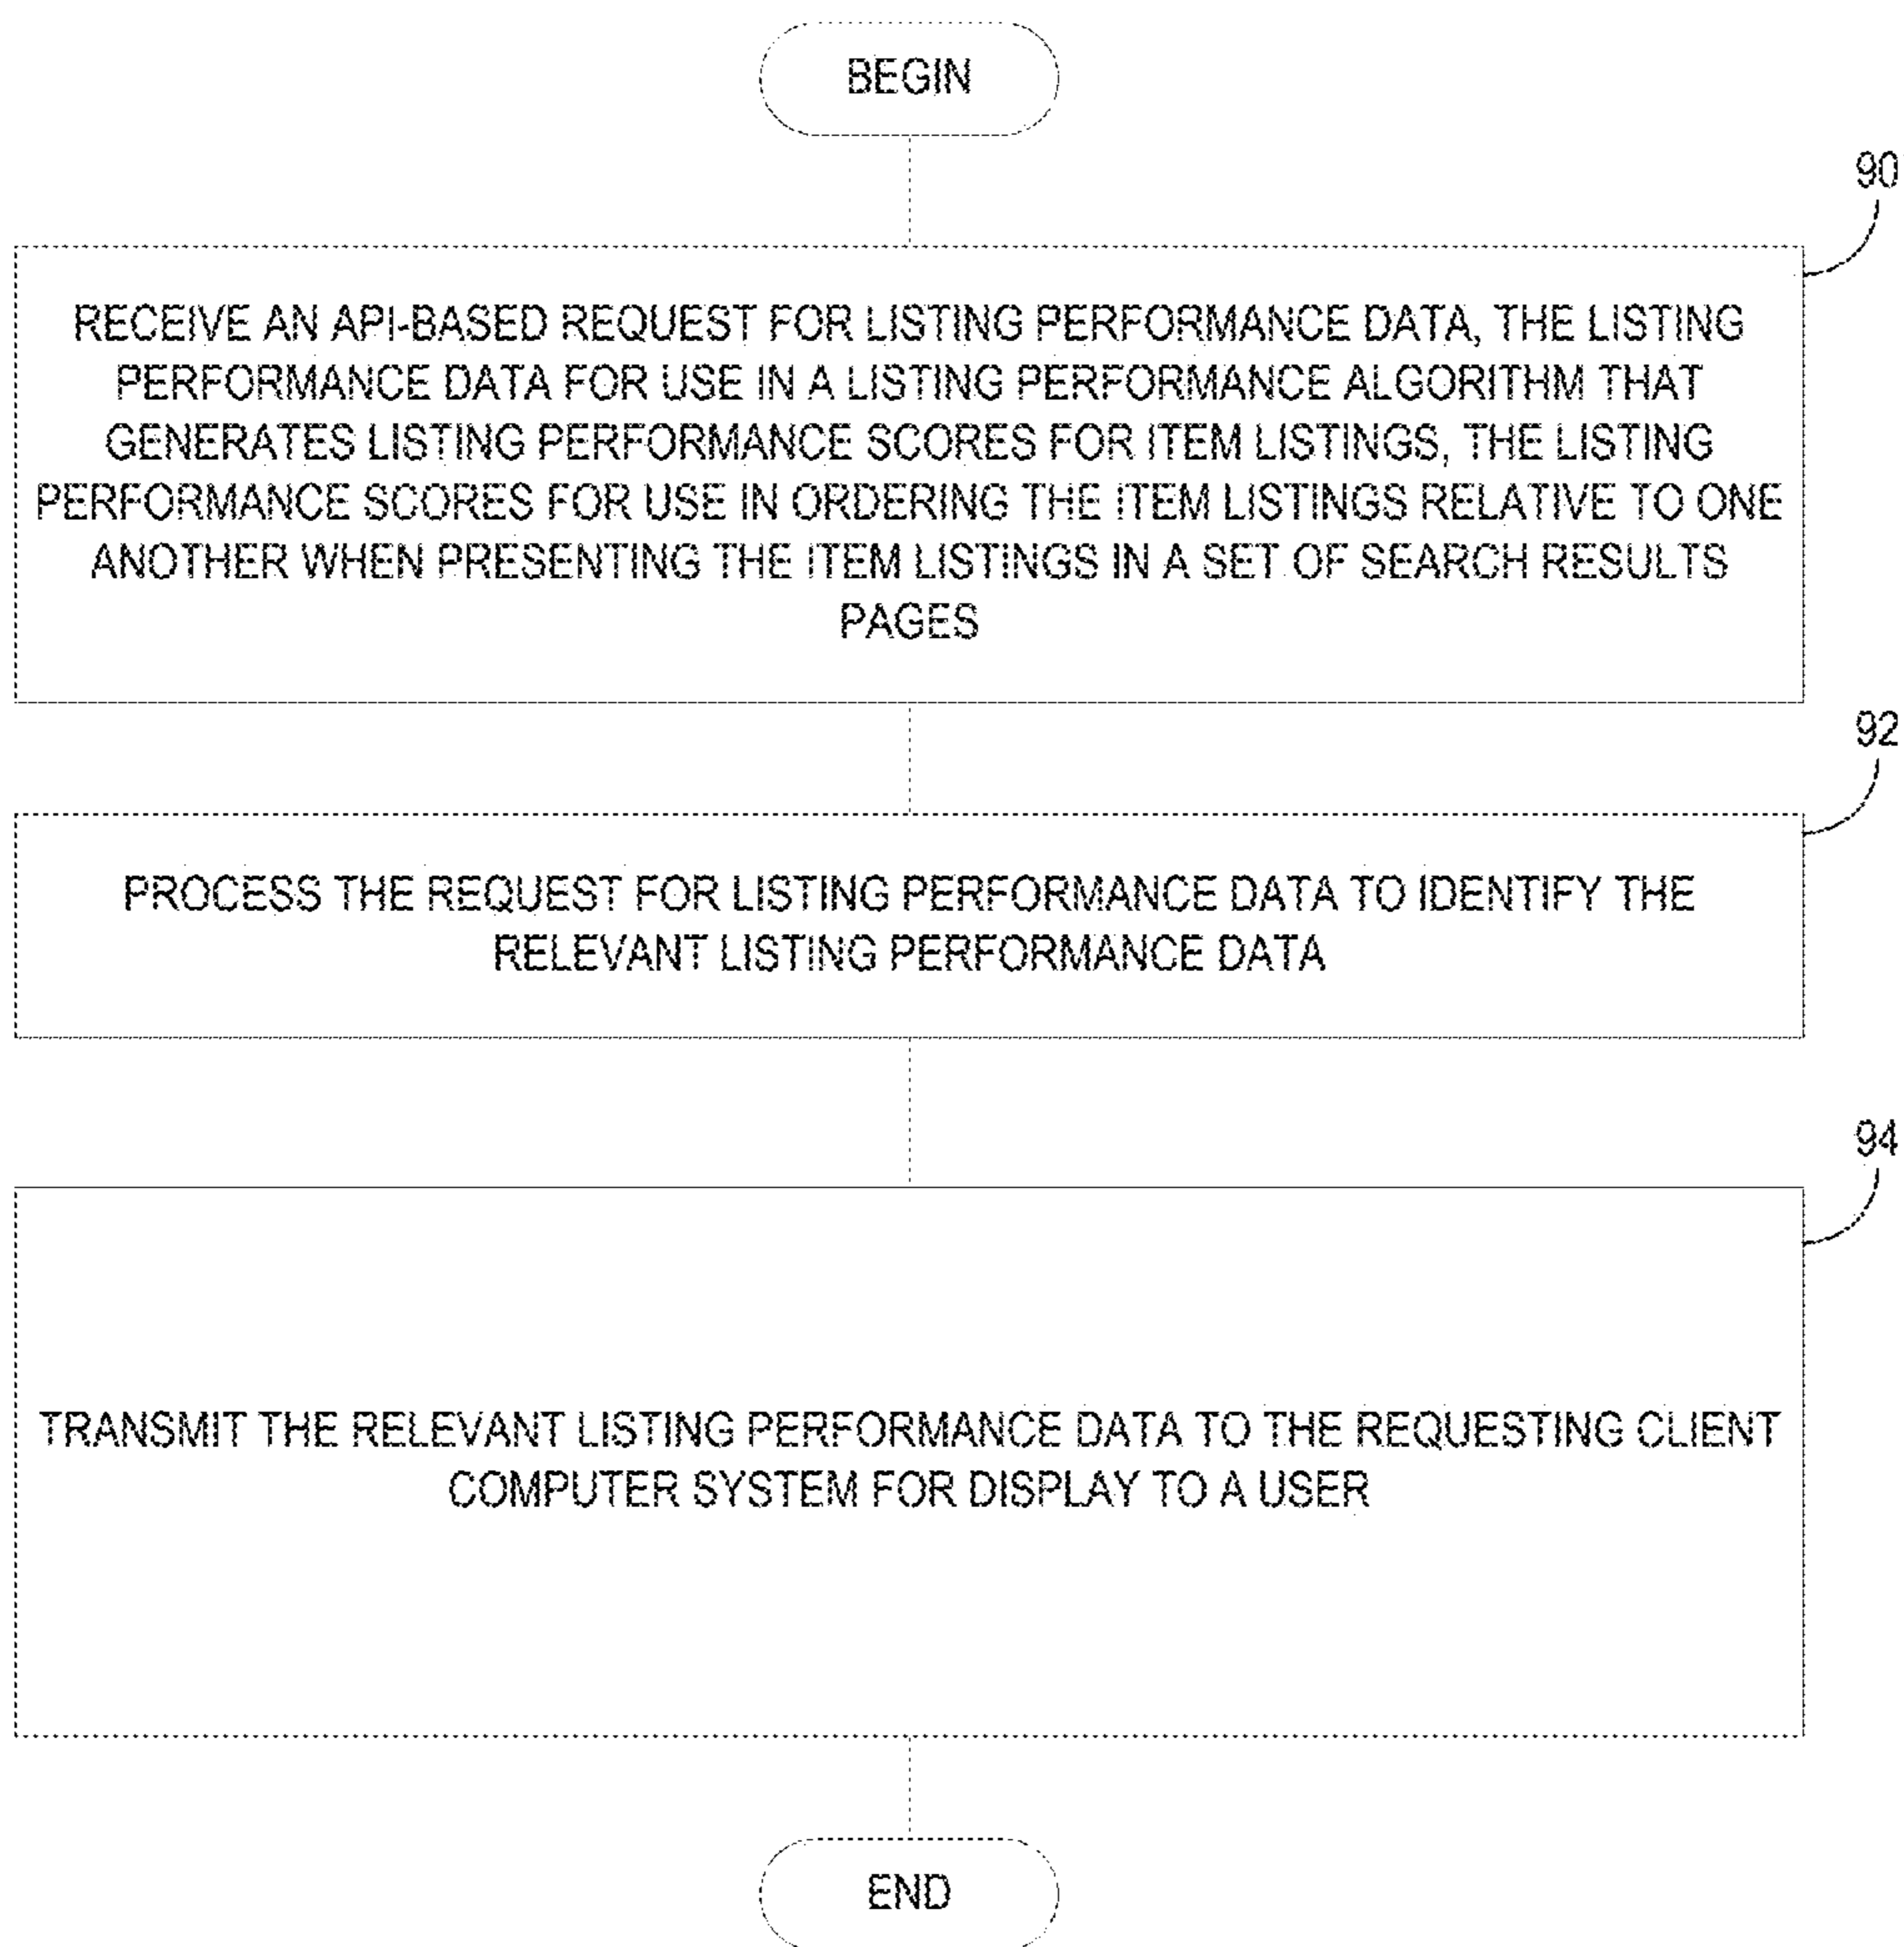 BEGIN
90
RECEIVE AN API-BASED REQUEST FOR LISTING PERFORMANCE DATA, THE LISTING
PERFORMANCE DATA FOR USE IN A LISTING PERFORMANCE ALGORITHM THAT
GENERATES LISTING PERFORMANCE SCORES FOR ITEM LISTINGS, THE LISTING
PERFORMANCE SCORES FOR USE IN ORDERING THE ITEM LISTINGS RELATIVE TO ONE
ANOTHER WHEN PRESENTING THE ITEM LISTINGS IN A SET OF SEARCH RESULTS
PAGES
92
PROCESS THE REQUEST FOR LISTING PERFORMANCE DATA TO IDENTIFY THE
RELEVANT LISTING PERFORMANCE DATA
94
TRANSMIT THE RELEVANT LISTING PERFORMANCE DATA TO THE REQUESTING CLIENT
COMPUTER SYSTEM FOR DISPLAY TO A USER
END